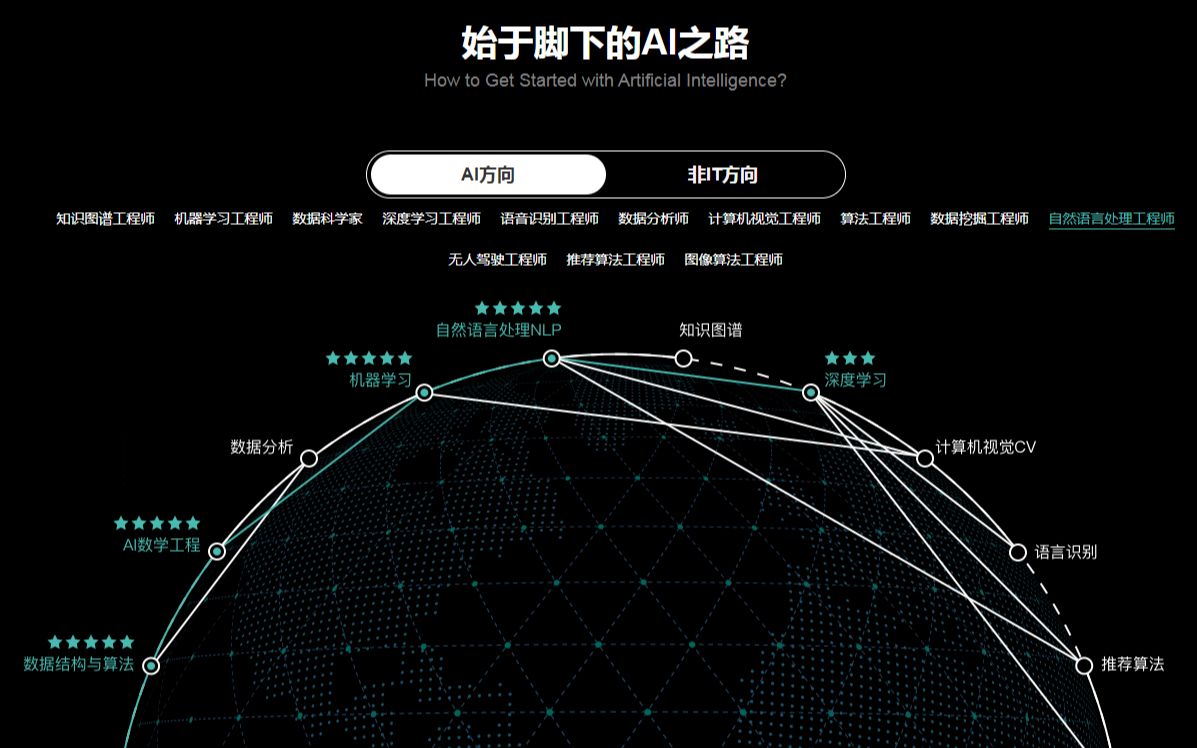 始于脚下的AI之路
How to Get Started with Artificial Intelligence?
AI方向 非IT方向
知识图谱工程师 机器学习工程师 数据科学家 深度学习工程师 语音识别工程师 数据分析师 计算机视觉工程师 算法工程师 数据挖掘工程师 自然语言处理工程师
无人驾驶工程师 推荐算法工程师 图像算法工程师
自然语言处理NLP
知识图谱
机器学习
深度学习
数据分析
计算机视觉CV
AI数学工程
语言识别
数据结构与算法
推荐算法